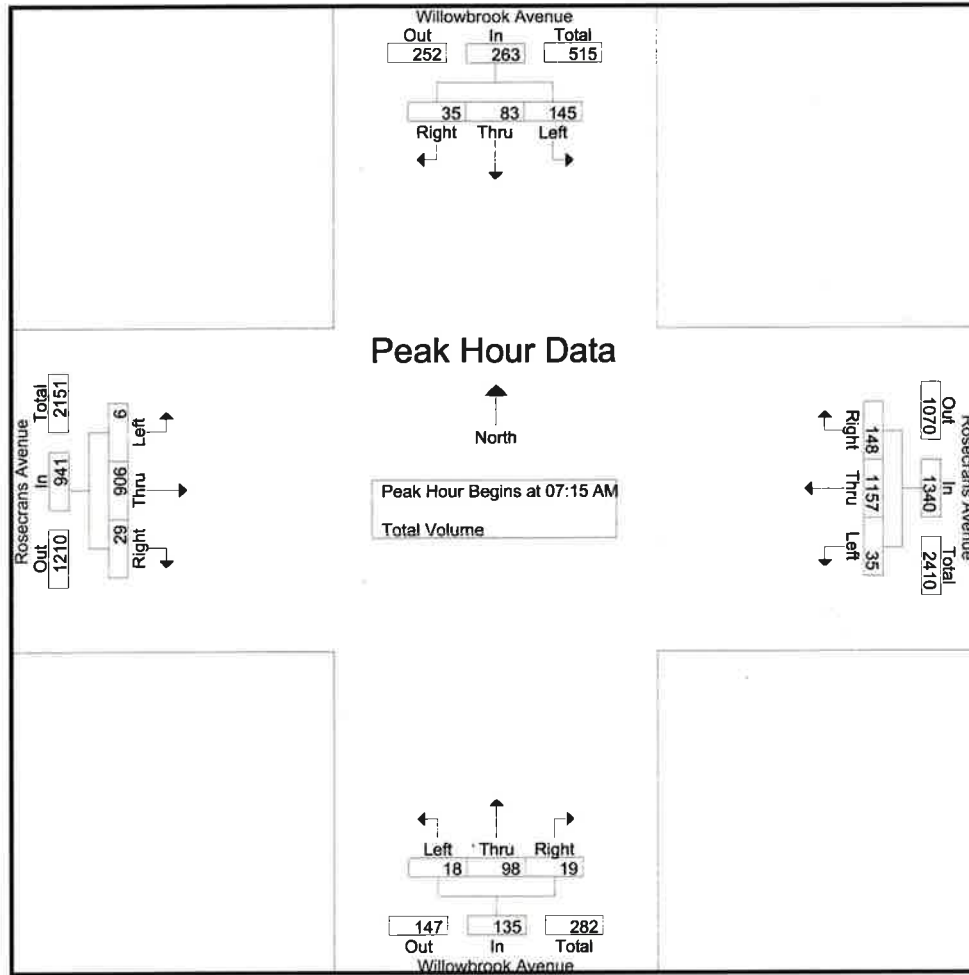 Willowbrook Avenue
Out In Total
252 263 515
35 83 145
Right Thru Left
Peak Hour Data
North
Peak Hour Begins at 07:15 AM
Total Volume
Rosecrans Avenue
Out In Total
1210 941 2151
29 906 6
Right Thru Left
Rosecrans Avenue
Out In Total
1070 1340 2410
148 1157 35
Right Thru Left
Left Thru Right
18 98 19
147 135 282
Out In Total
Willowbrook Avenue